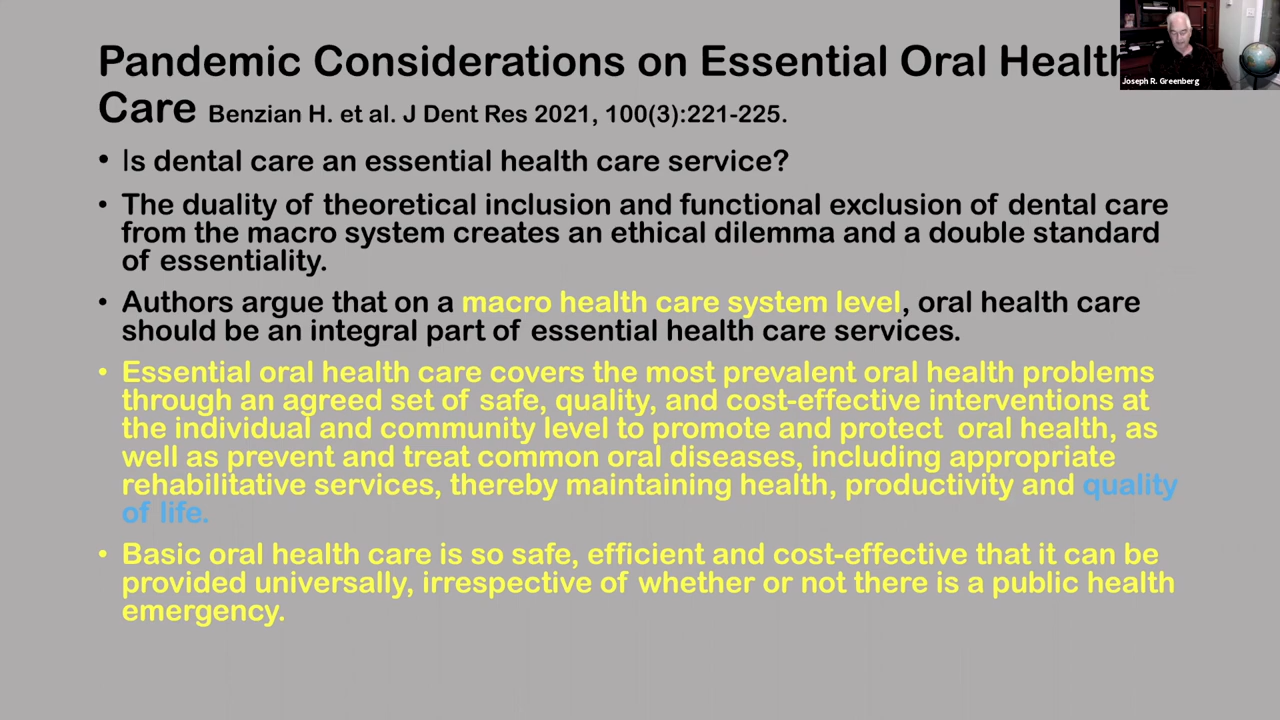 Pandemic Considerations on Essential Oral Health
Care Benzian H. et al. J Dent Res 2021, 100(3):221-225.
Joseph R. Greenberg
• Is dental care an essential health care service?
• The duality of theoretical inclusion and functional exclusion of dental care
from the macro system creates an ethical dilemma and a double standard
of essentiality.
• Authors argue that on a macro health care system level, oral health care
should be an integral part of essential health care services.
• Essential oral health care covers the most prevalent oral health problems
through an agreed set of safe, quality, and cost-effective interventions at
the individual and community level to promote and protect oral health, as
well as prevent and treat common oral diseases, including appropriate
rehabilitative services, thereby maintaining health, productivity and quality
of life.
• Basic oral health care is so safe, efficient and cost-effective that it can be
provided universally, irrespective of whether or not there is a public health
emergency.